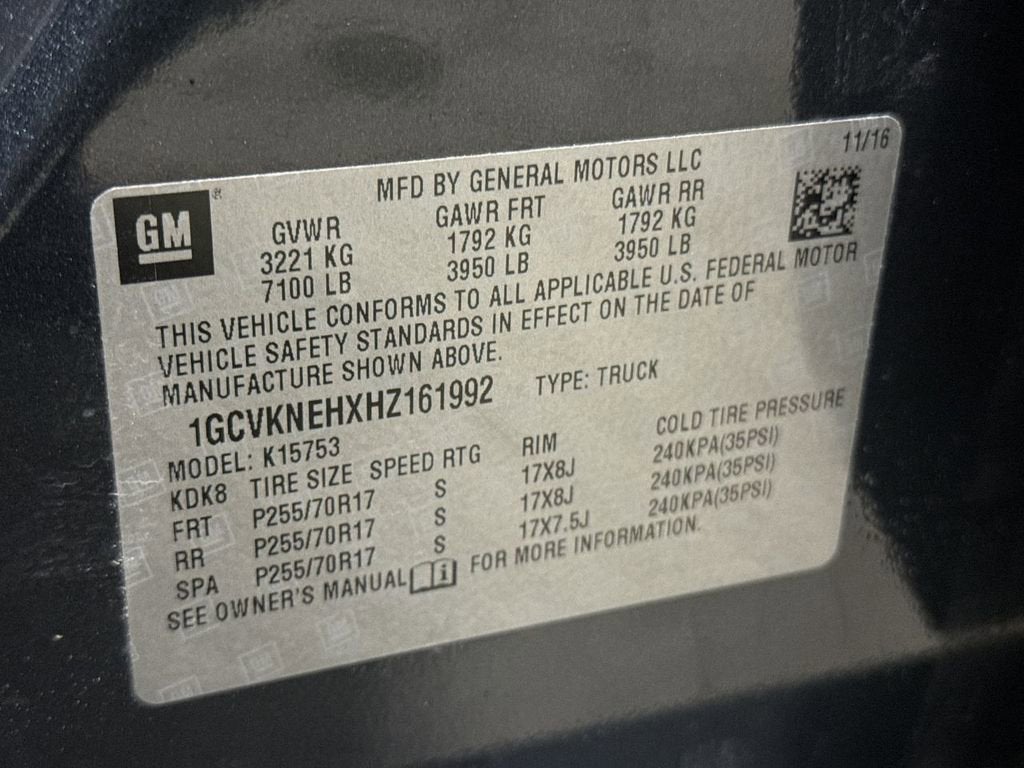 11/16
MFD BY GENERAL MOTORS LLC
GM®
GVWR GAWR FRT GAWR RR
3221 KG 1792 KG 1792 KG
7100 LB 3950 LB 3950 LB
THIS VEHICLE CONFORMS TO ALL APPLICABLE U.S. FEDERAL MOTOR
VEHICLE SAFETY STANDARDS IN EFFECT ON THE DATE OF
MANUFACTURE SHOWN ABOVE.
1GCVKNEHXHZ161992 TYPE: TRUCK
MODEL: K15753
KDK8 TIRE SIZE SPEED RTG RIM COLD TIRE PRESSURE
FRT P255/70R17 S 17X8J 240KPA(35PSI)
RR P255/70R17 S 17X8J 240KPA(35PSI)
SPA P255/70R17 S 17X7.5J 240KPA(35PSI)
SEE OWNER'S MANUAL i FOR MORE INFORMATION.